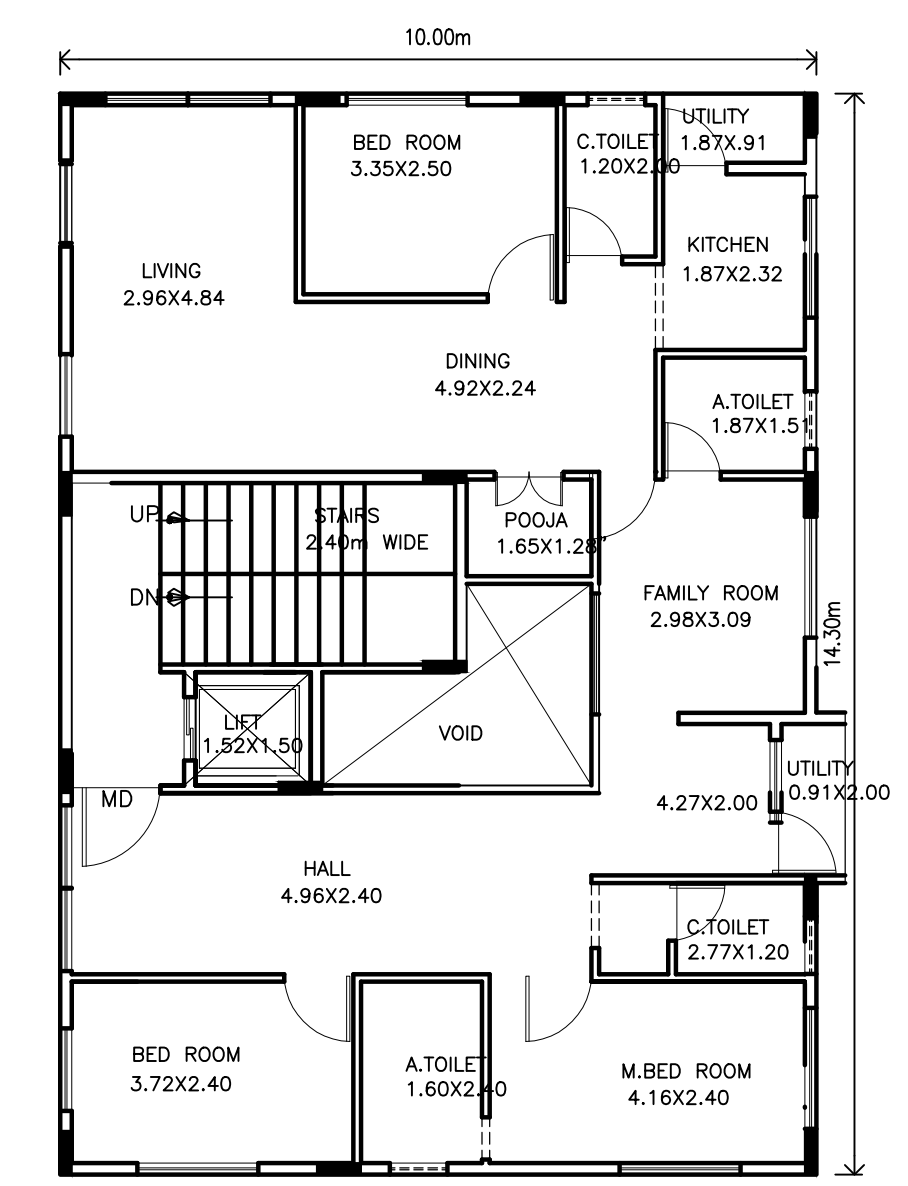 10.00m
UTILITY
1.87X.91
BED ROOM
3.35X2.50
C.TOILET
1.20X2.00
KITCHEN
1.87X2.32
LIVING
2.96X4.84
DINING
4.92X2.24
A.TOILET
1.87X1.51
UP
STAIRS
2.40m WIDE
POOJA
1.65X1.28"
DN
FAMILY ROOM
2.98X3.09
14.30m
LIFT
1.52X1.50
VOID
UTILITY
0.91X2.00
MD
4.27X2.00
HALL
4.96X2.40
C.TOILET
2.77X1.20
BED ROOM
3.72X2.40
A.TOILET
1.60X2.40
M.BED ROOM
4.16X2.40